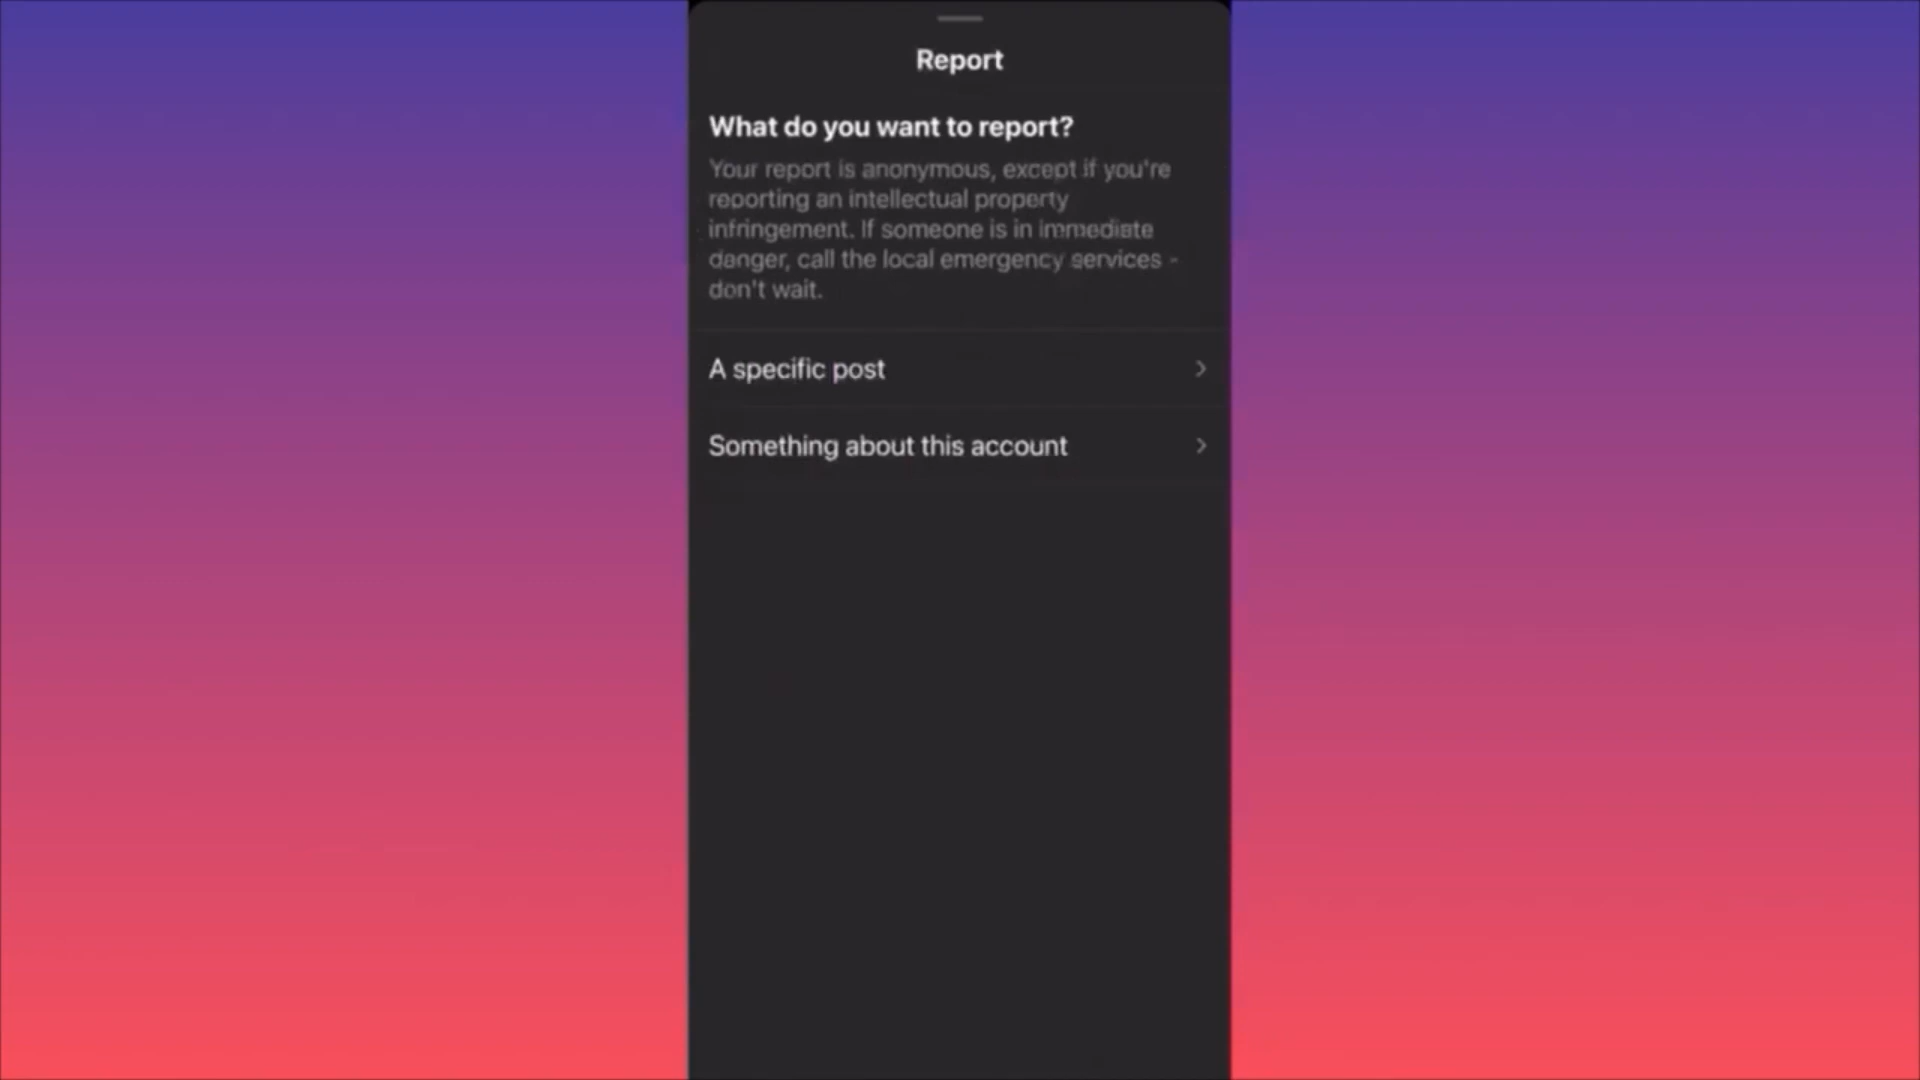 Report
What do you want to report?
Your report is anonymous, except if you're
reporting an intellectual property
infringement. If someone is in immediate
danger, call the local emergency services -
don't wait.
A specific post
Something about this account